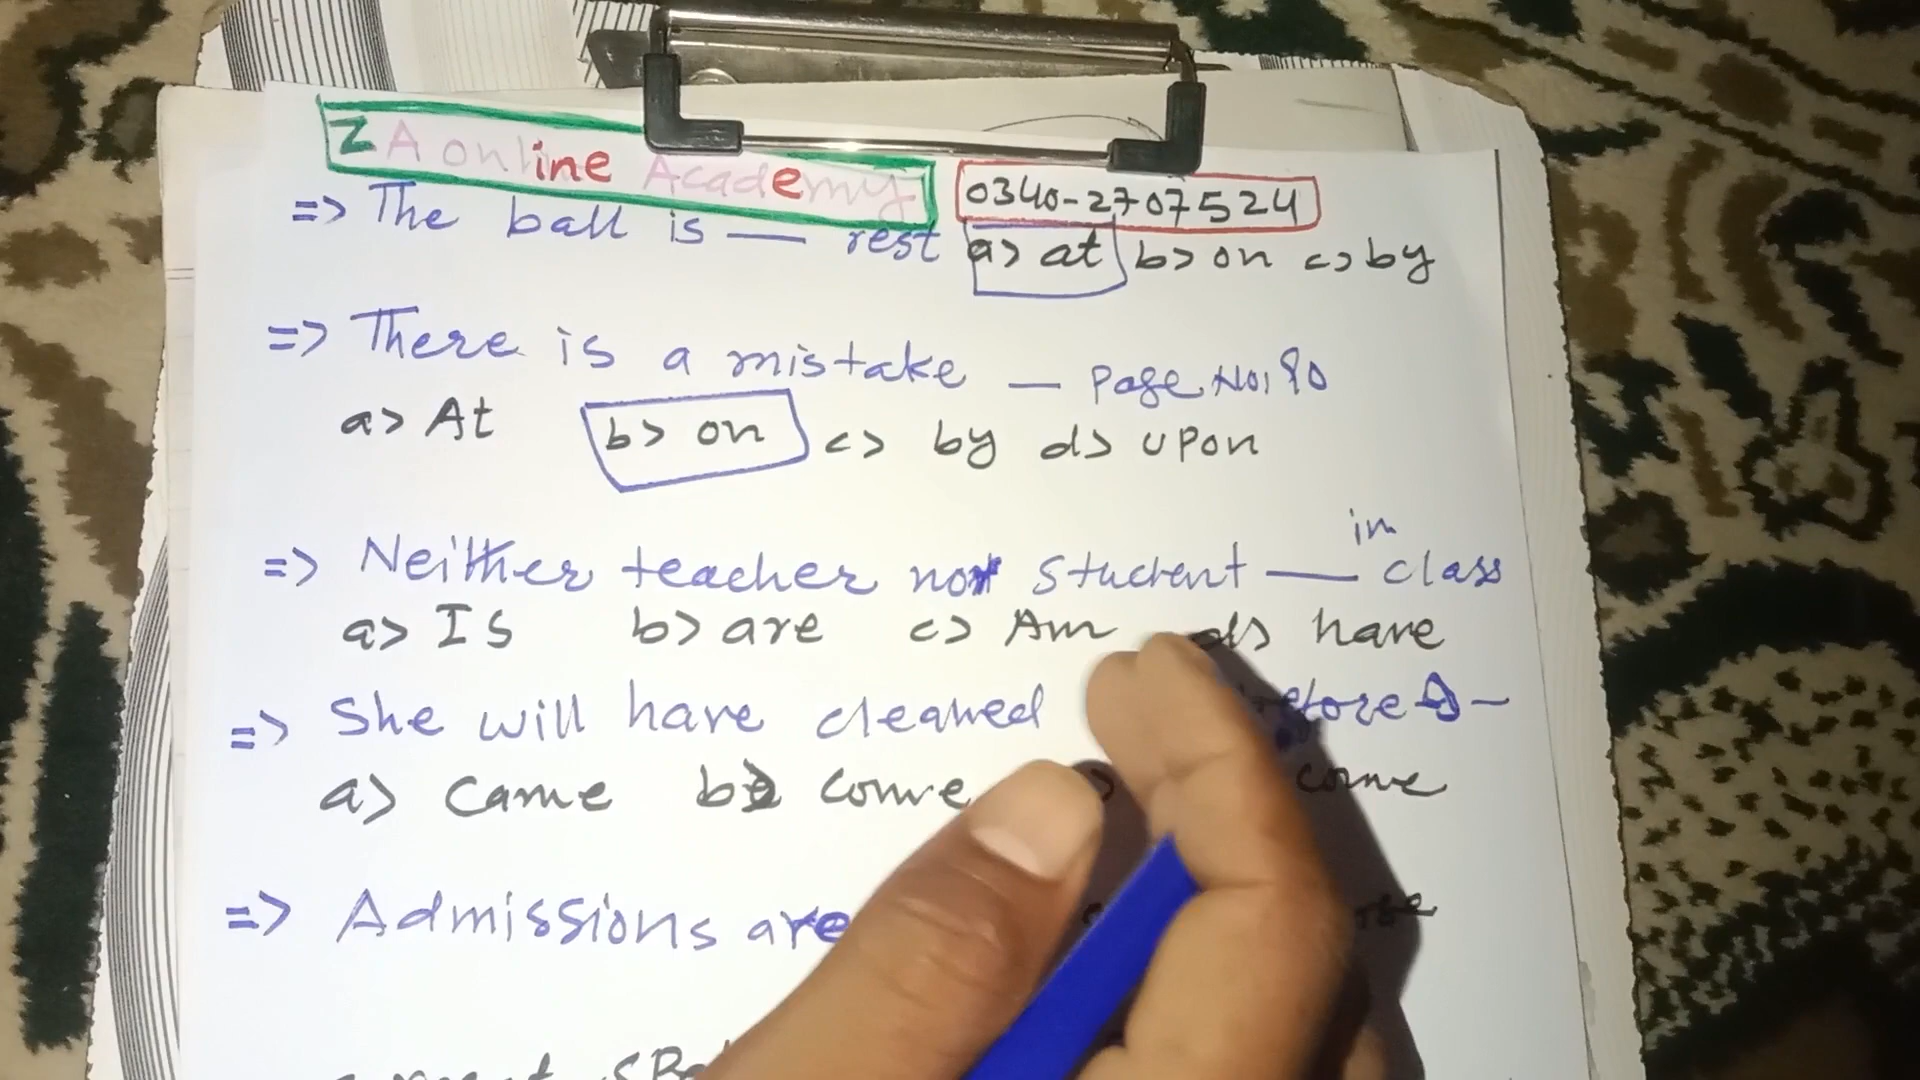 ZA online Academy
0340-2707524
=> The ball is — rest a> at b> on c> by
=> There is a mistake — Page No, 90
a> At b> on c> by d> upon
in
=> Neither teacher nor student — class
a> IS b> are c> Am d> have
=> She will have cleaned
a> came b> come come
=> Admissions are